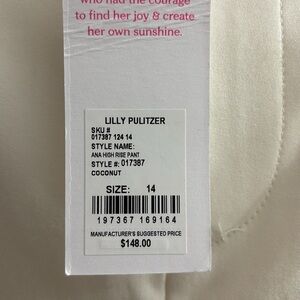 who had the courage
to find her joy & create
her own sunshine.
LILLY PULITZER
SKU #
017387 124 14
STYLE NAME:
ANA HIGH RISE PANT
STYLE #: 017387
COCONUT
SIZE: 14
197367 169164
MANUFACTURER'S SUGGESTED PRICE
$148.00